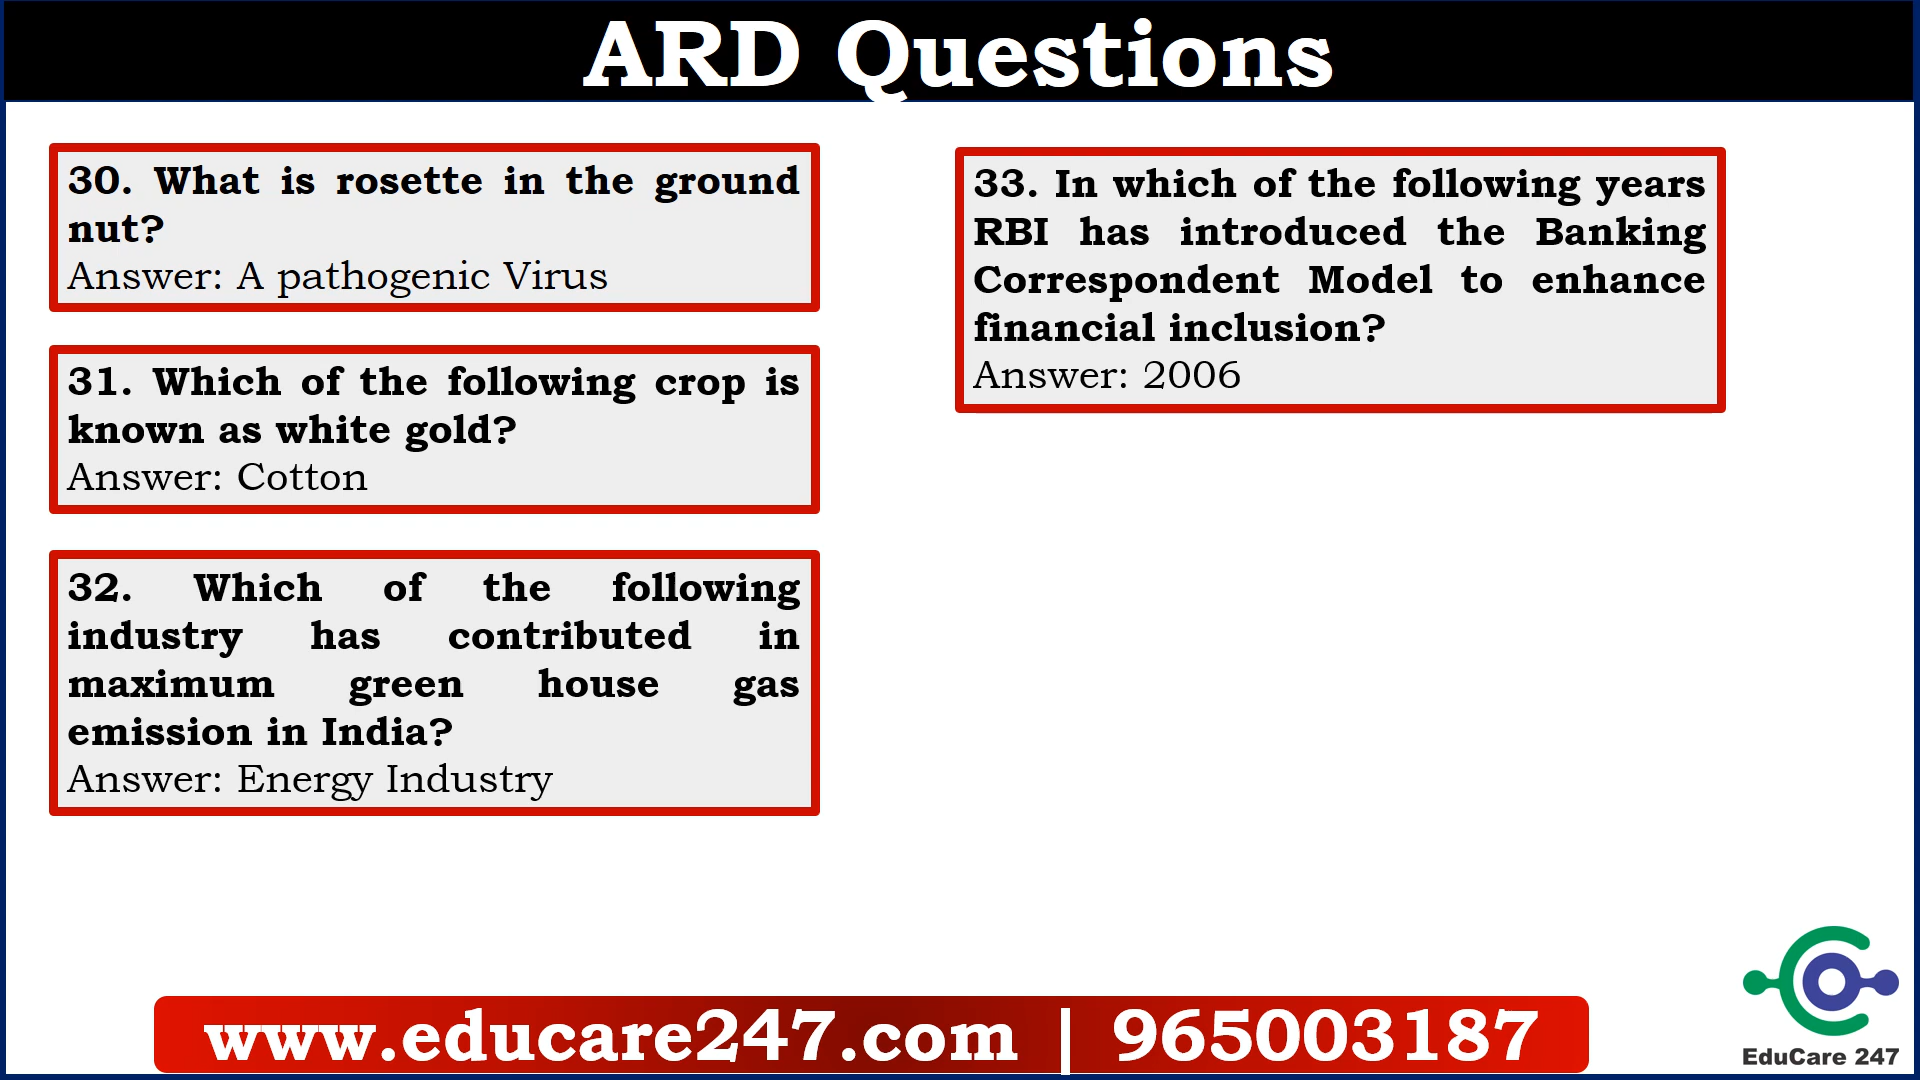 ARD Questions
30. What is rosette in the ground
nut?
Answer: A pathogenic Virus
31. Which of the following crop is
known as white gold?
Answer: Cotton
32. Which of the following
industry has contributed in
maximum green house gas
emission in India?
Answer: Energy Industry
33. In which of the following years
RBI has introduced the Banking
Correspondent Model to enhance
financial inclusion?
Answer: 2006
www.educare247.com | 965003187
EduCare 247